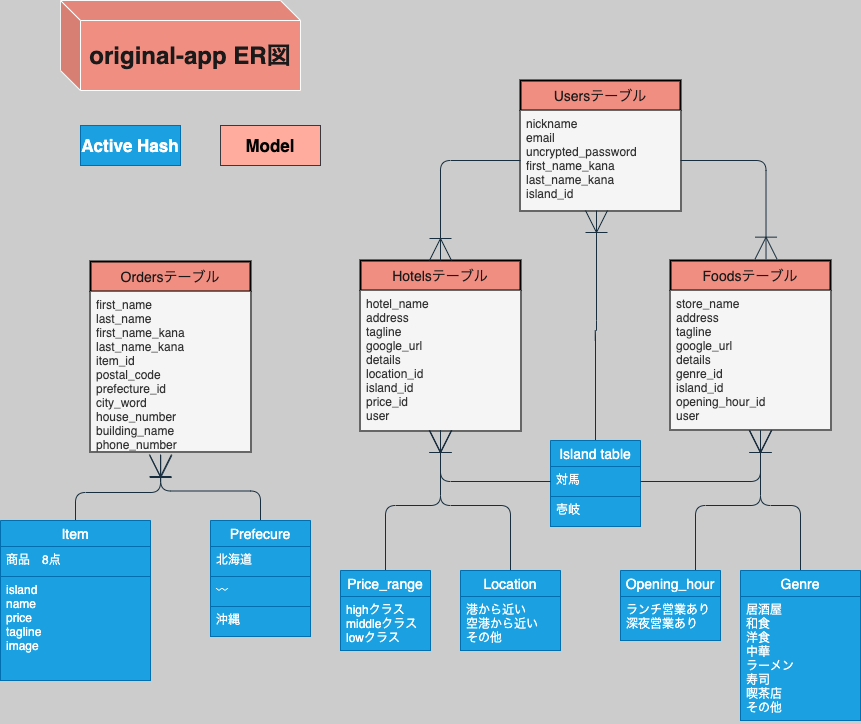 original-app ER図
Active Hash
Model
Usersテーブル
nickname
email
uncrypted_password
first_name_kana
last_name_kana
island_id
Ordersテーブル
first_name
last_name
first_name_kana
last_name_kana
item_id
postal_code
prefecture_id
city_word
house_number
building_name
phone_number
Hotelsテーブル
hotel_name
address
tagline
google_url
details
location_id
island_id
price_id
user
Foodsテーブル
store_name
address
tagline
google_url
details
genre_id
island_id
opening_hour_id
user
Island table
対馬
壱岐
Item
商品　8点
island
name
price
tagline
image
Prefecure
北海道
〰
沖縄
Price_range
highクラス
middleクラス
lowクラス
Location
港から近い
空港から近い
その他
Opening_hour
ランチ営業あり
深夜営業あり
Genre
居酒屋
和食
洋食
中華
ラーメン
寿司
喫茶店
その他